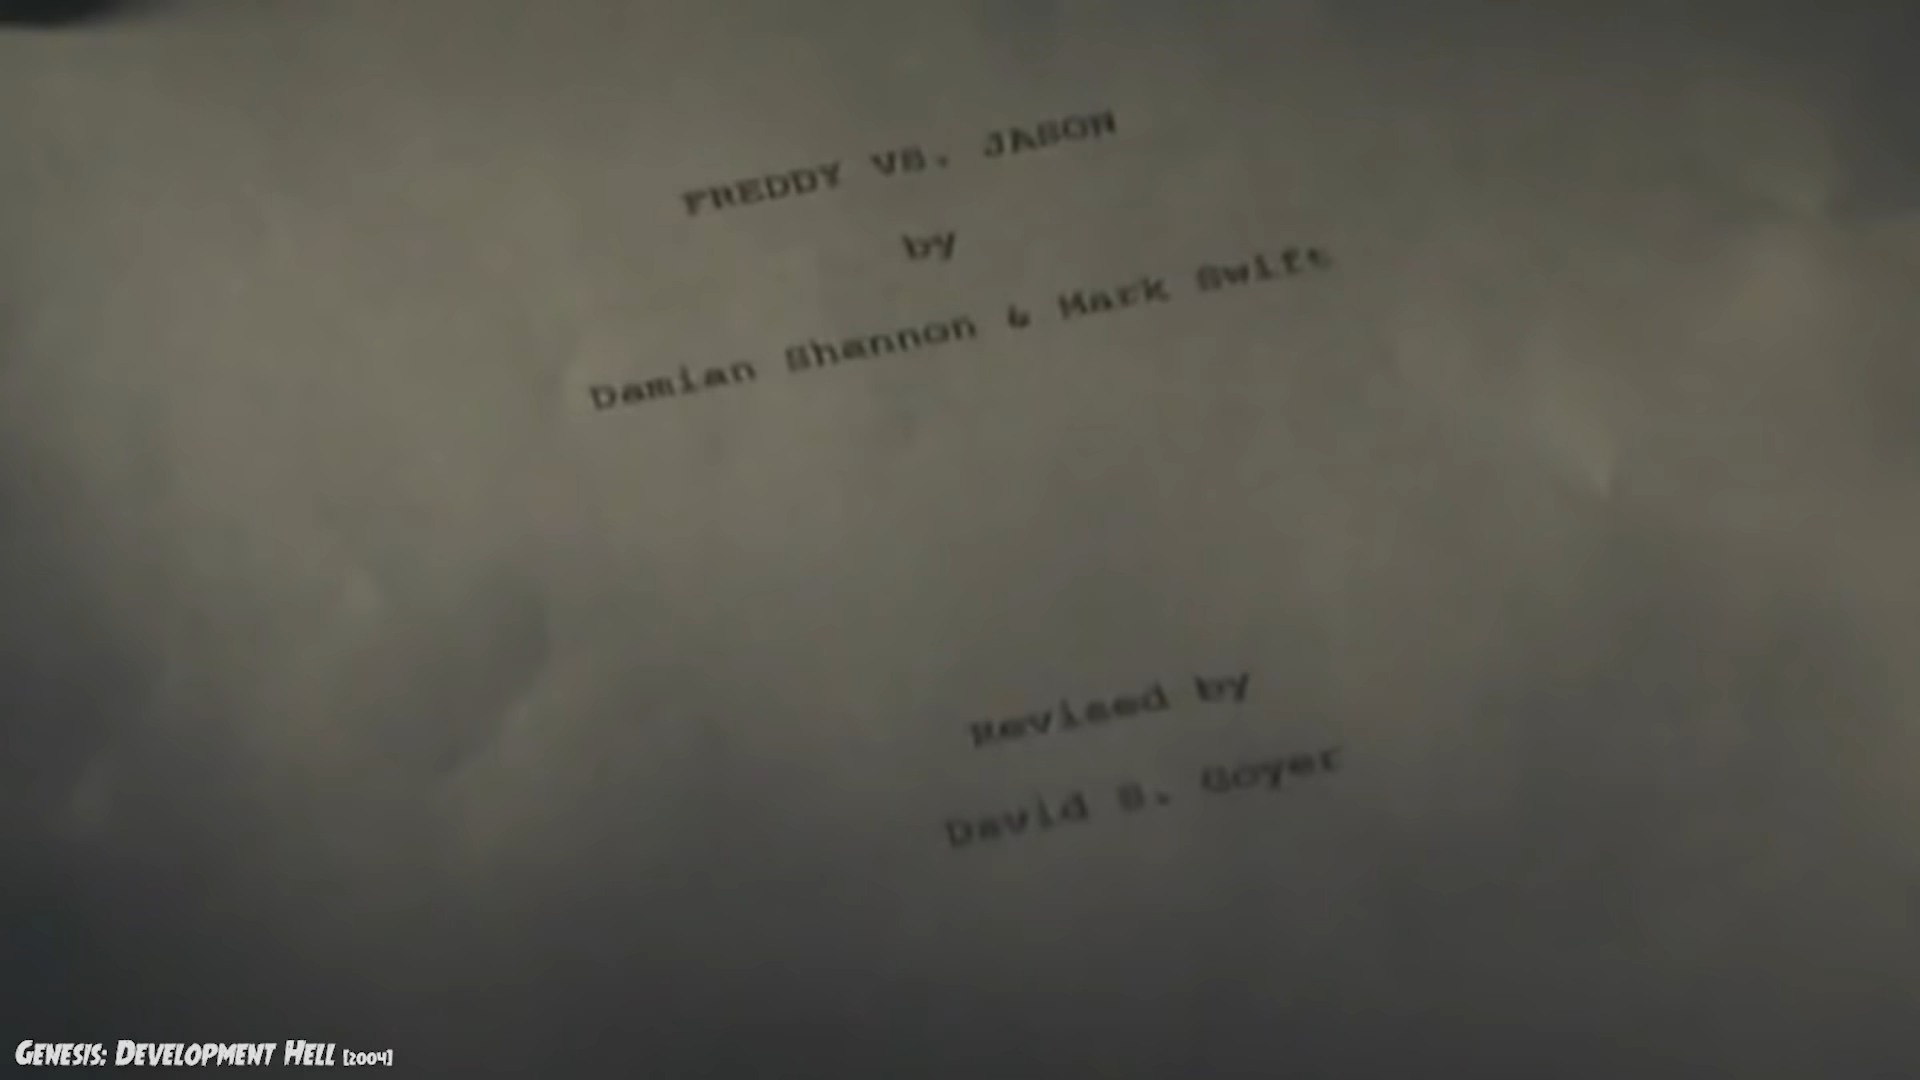 FREDDY VS. JASON
by
Damian Shannon & Mark Swift
Revised by
David S. Goyer
GENESIS: DEVELOPMENT HELL [2004]